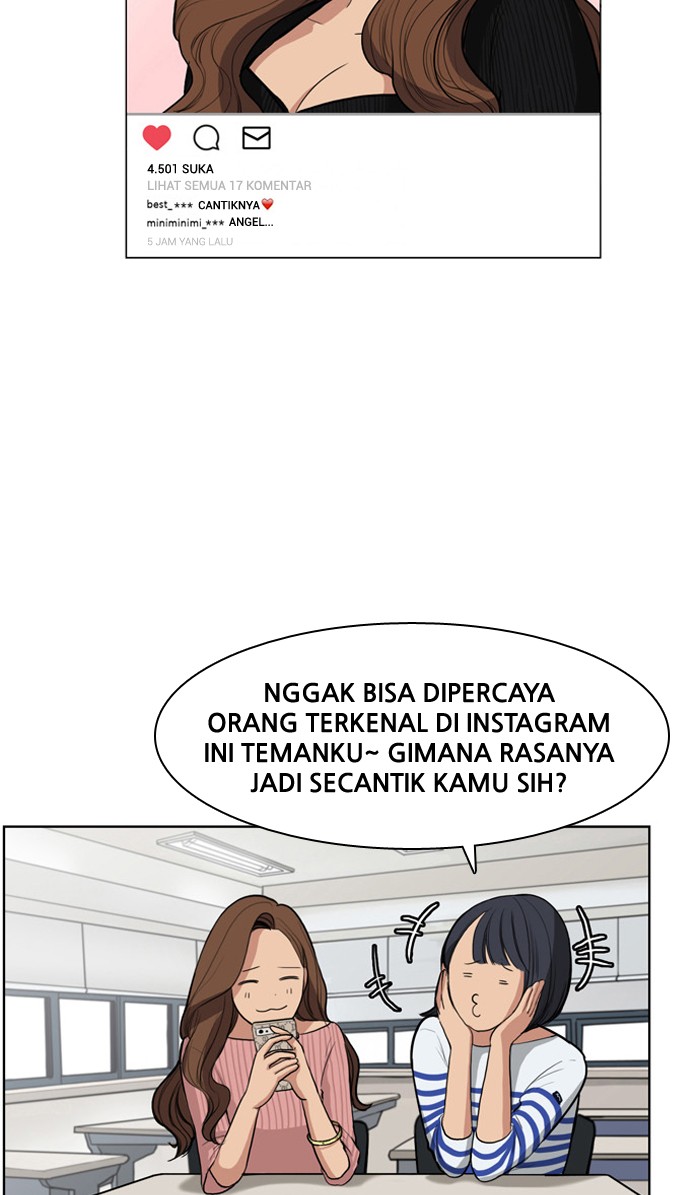 4.501 SUKA
LIHAT SEMUA 17 KOMENTAR
best_*** CANTIKNYA❤️
miniminimi_*** ANGEL...
5 JAM YANG LALU
NGGAK BISA DIPERCAYA
ORANG TERKENAL DI INSTAGRAM
INI TEMANKU~ GIMANA RASANYA
JADI SECANTIK KAMU SIH?